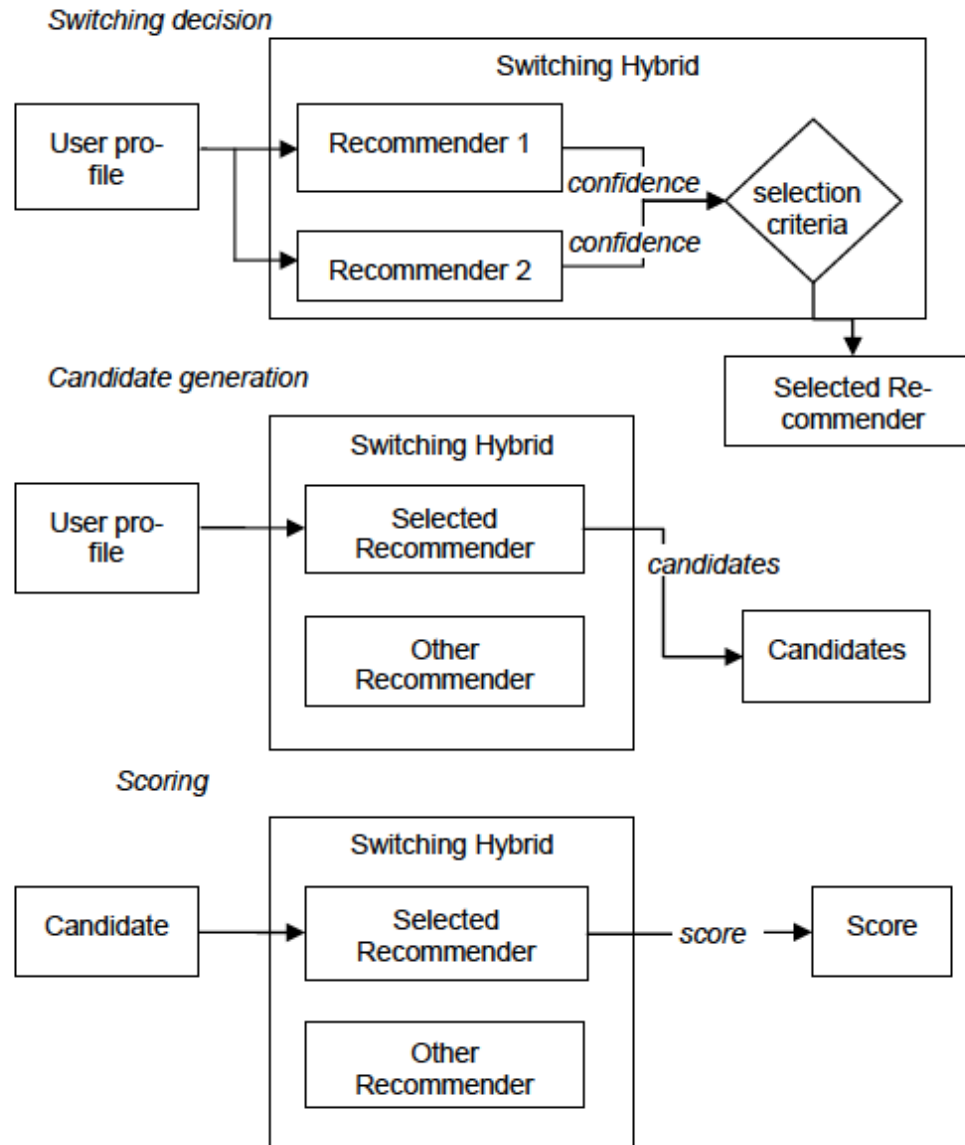 Switching decision
Switching Hybrid
User pro-
file
Recommender 1
confidence
selection
criteria
confidence
Recommender 2
Candidate generation
Selected Re-
commender
Switching Hybrid
User pro-
file
Selected
Recommender
candidates
Other
Recommender
Candidates
Scoring
Switching Hybrid
Candidate
Selected
Recommender
score
Score
Other
Recommender